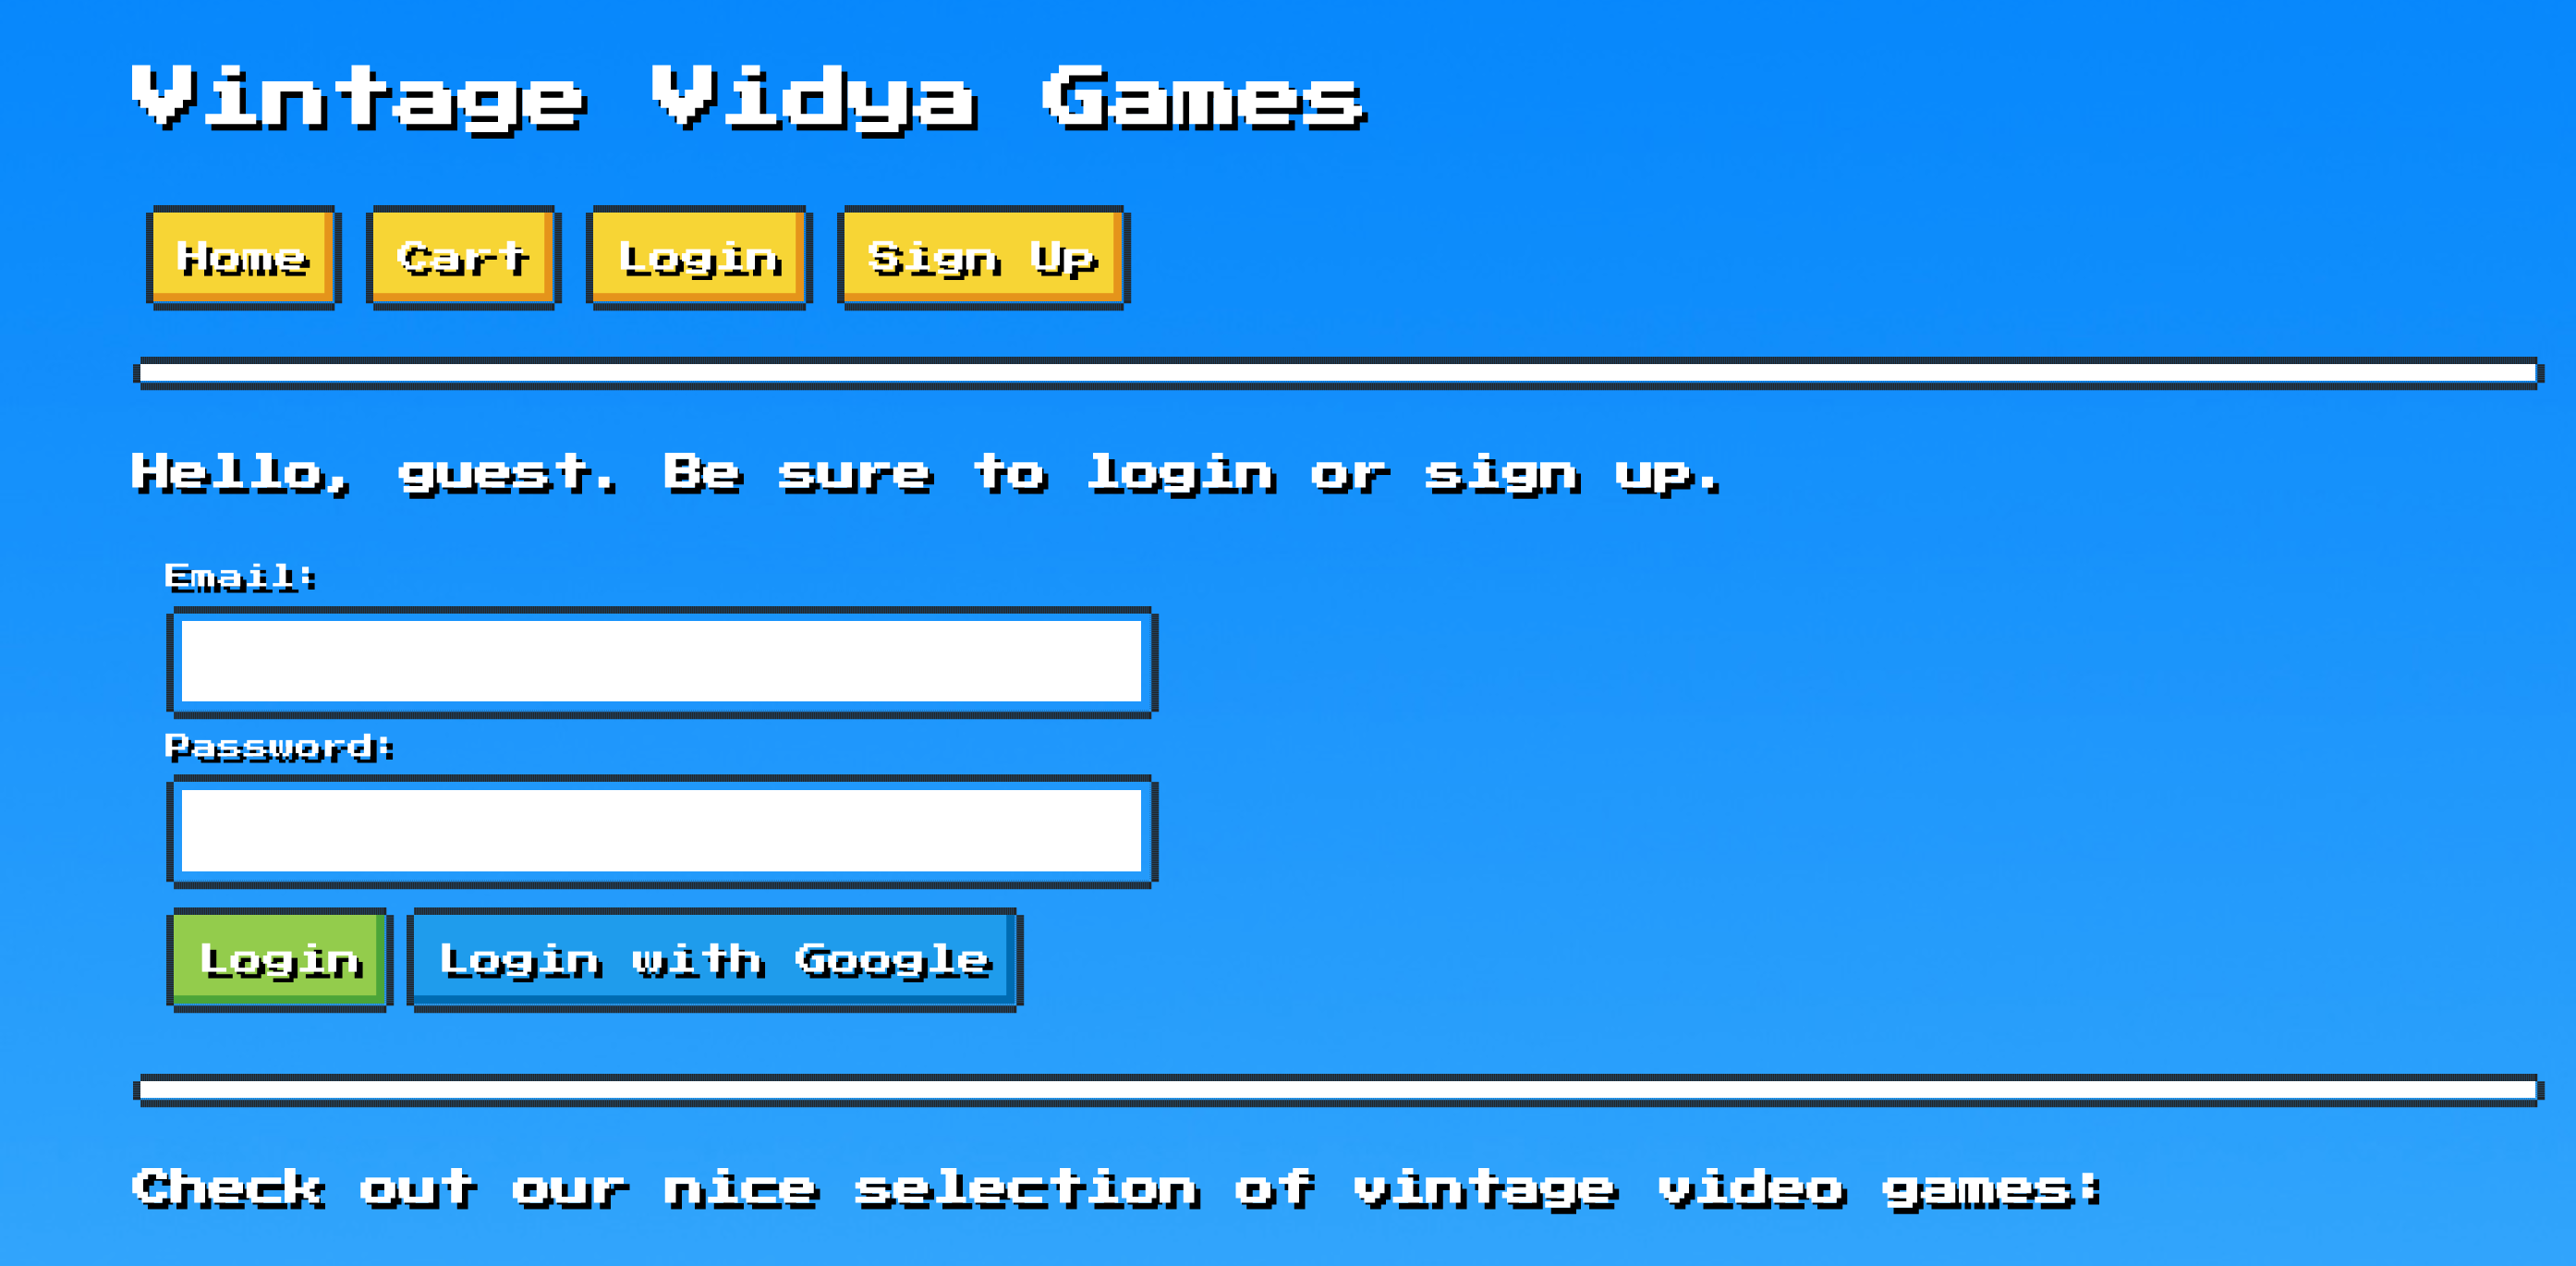 Vintage Vidya Games
Home Cart Login Sign Up
Hello, guest. Be sure to login or sign up.
Email:
Password:
Login Login with Google
Check out our nice selection of vintage video games: